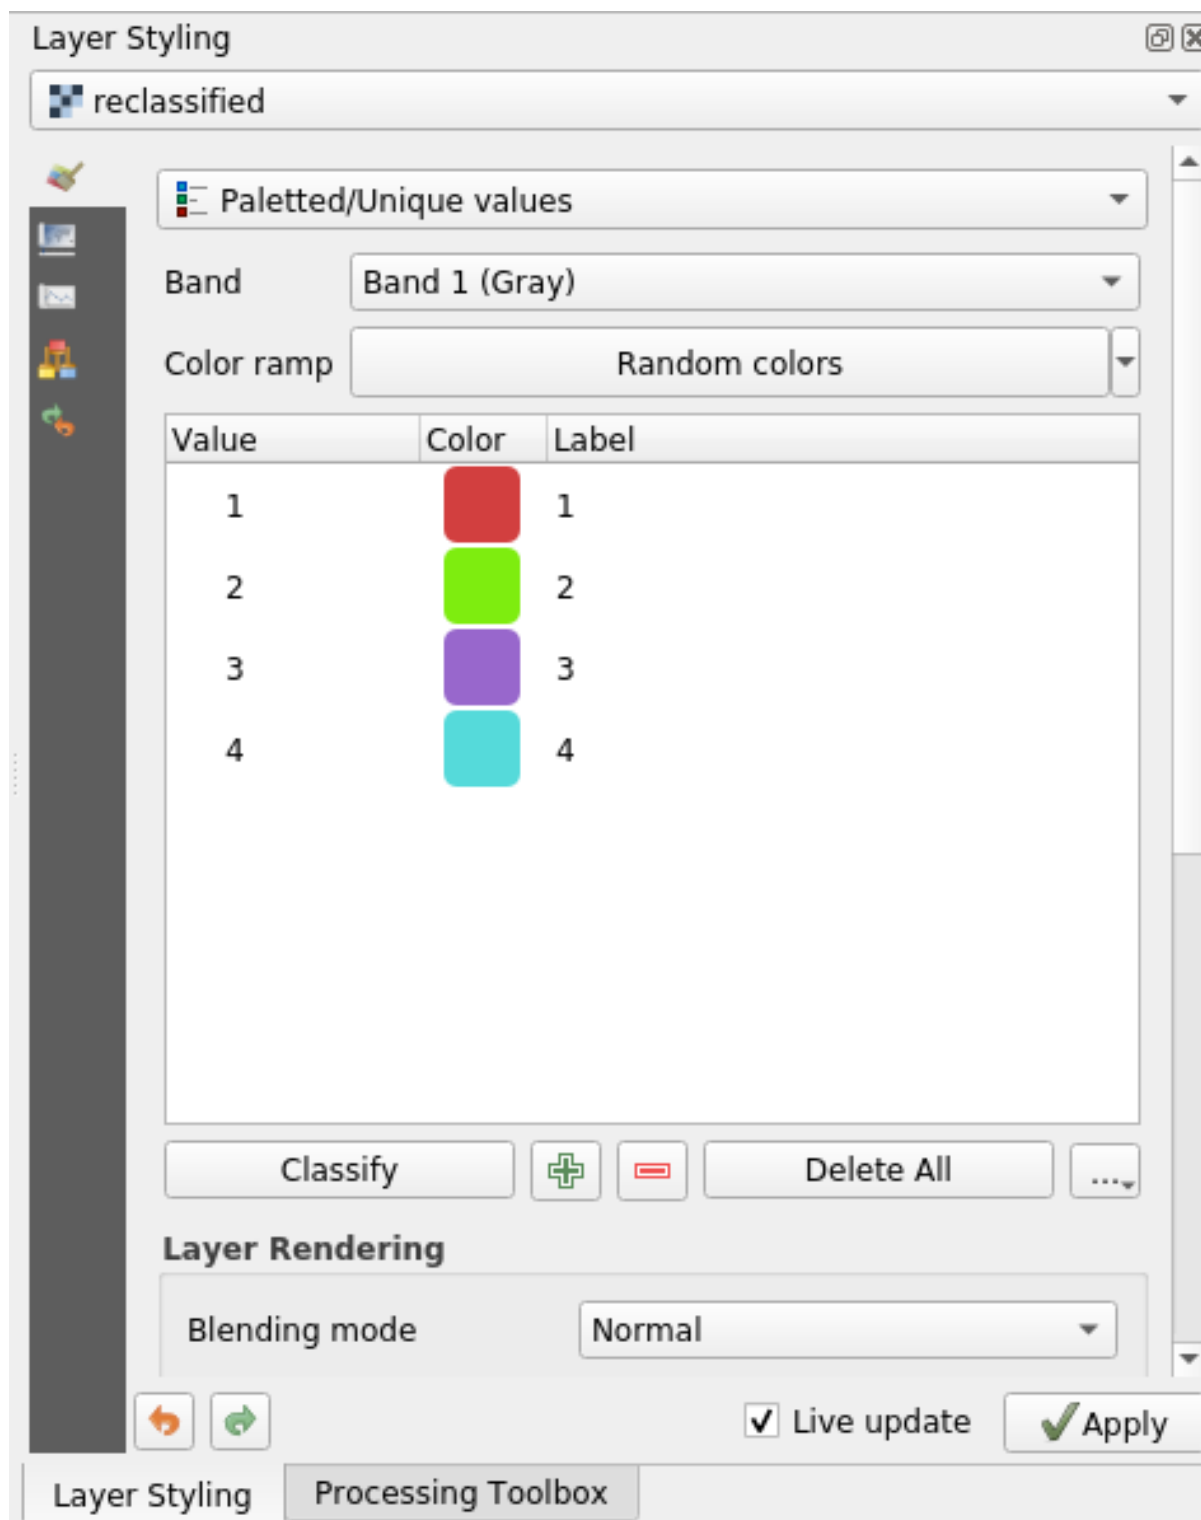 Layer Styling
reclassified
Paletted/Unique values
Band Band 1 (Gray)
Color ramp Random colors
Value Color Label
1 1
2 2
3 3
4 4
Classify Delete All ...
Layer Rendering
Blending mode Normal
Live update Apply
Layer Styling Processing Toolbox